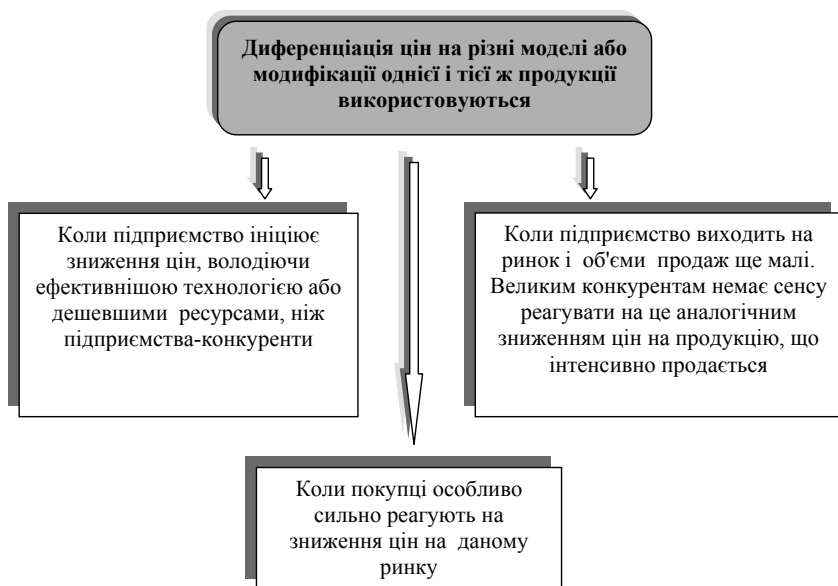 Диференціація цін на різні моделі або
модифікації однієї і тієї ж продукції
використовуються
Коли підприємство ініціює
зниження цін, володіючи
ефективнішою технологією або
дешевшими ресурсами, ніж
підприємства-конкуренти
Коли підприємство виходить на
ринок і об'єми продаж ще малі.
Великим конкурентам немає сенсу
реагувати на це аналогічним
зниженням цін на продукцію, що
інтенсивно продається
Коли покупці особливо
сильно реагують на
зниження цін на даному
ринку